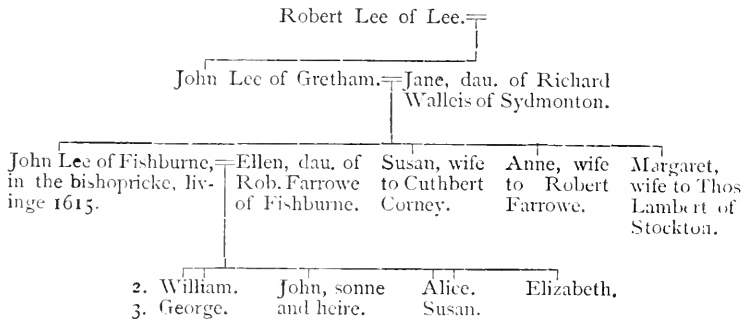 Robert Lee of Lee.
John Lee of Gretham.
Jane, dau. of Richard
Walleis of Sydmonton.
John Lee of Fishburne,
in the bishopricke, liv-
inge 1615.
Ellen, dau. of
Rob. Farrowe
of Fishburne.
Susan, wife
to Cuthbert
Corney.
Anne, wife
to Robert
Farrowe.
Margaret,
wife to Thos
Lambert of
Stockton.
2. William.
3. George.
John, sonne
and heire.
Alice.
Susan.
Elizabeth.